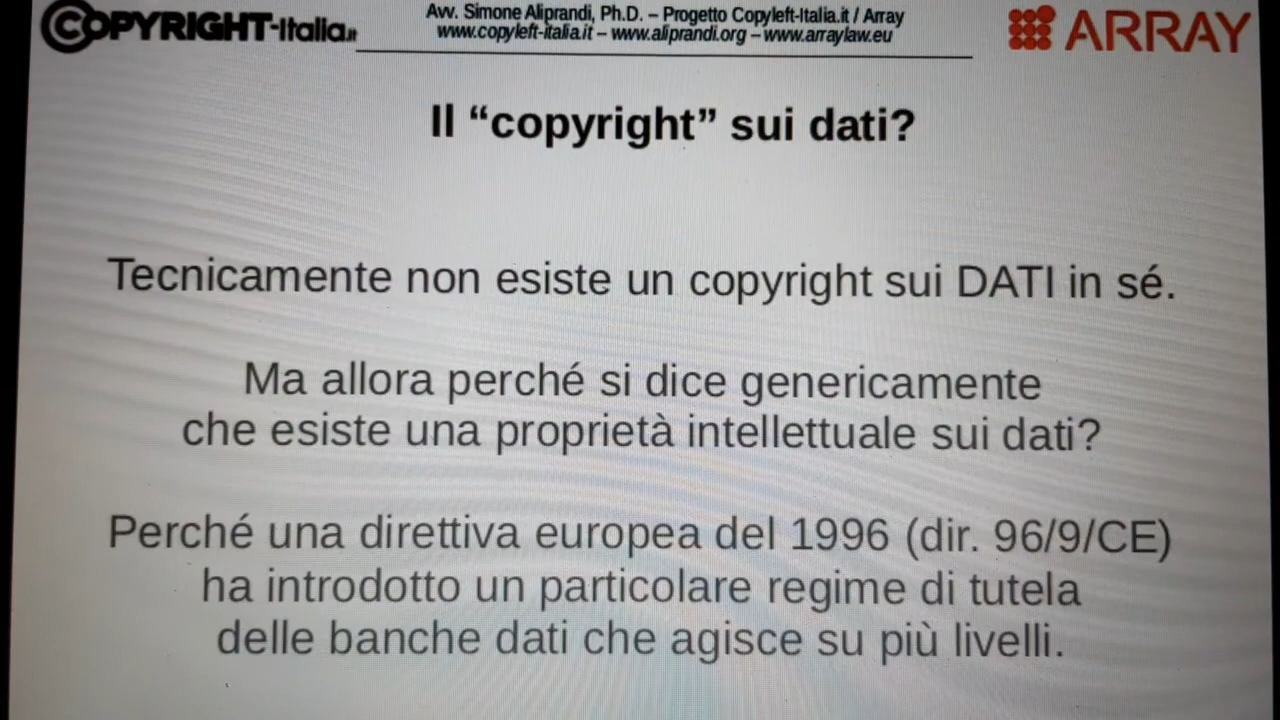 COPYRIGHT-Italia.it
Avv. Simone Aliprandi, Ph.D. – Progetto Copyleft-Italia.it / Array
www.copyleft-italia.it – www.aliprandi.org – www.arraylaw.eu
ARRAY
Il “copyright” sui dati?
Tecnicamente non esiste un copyright sui DATI in sé.
Ma allora perché si dice genericamente
che esiste una proprietà intellettuale sui dati?
Perché una direttiva europea del 1996 (dir. 96/9/CE)
ha introdotto un particolare regime di tutela
delle banche dati che agisce su più livelli.